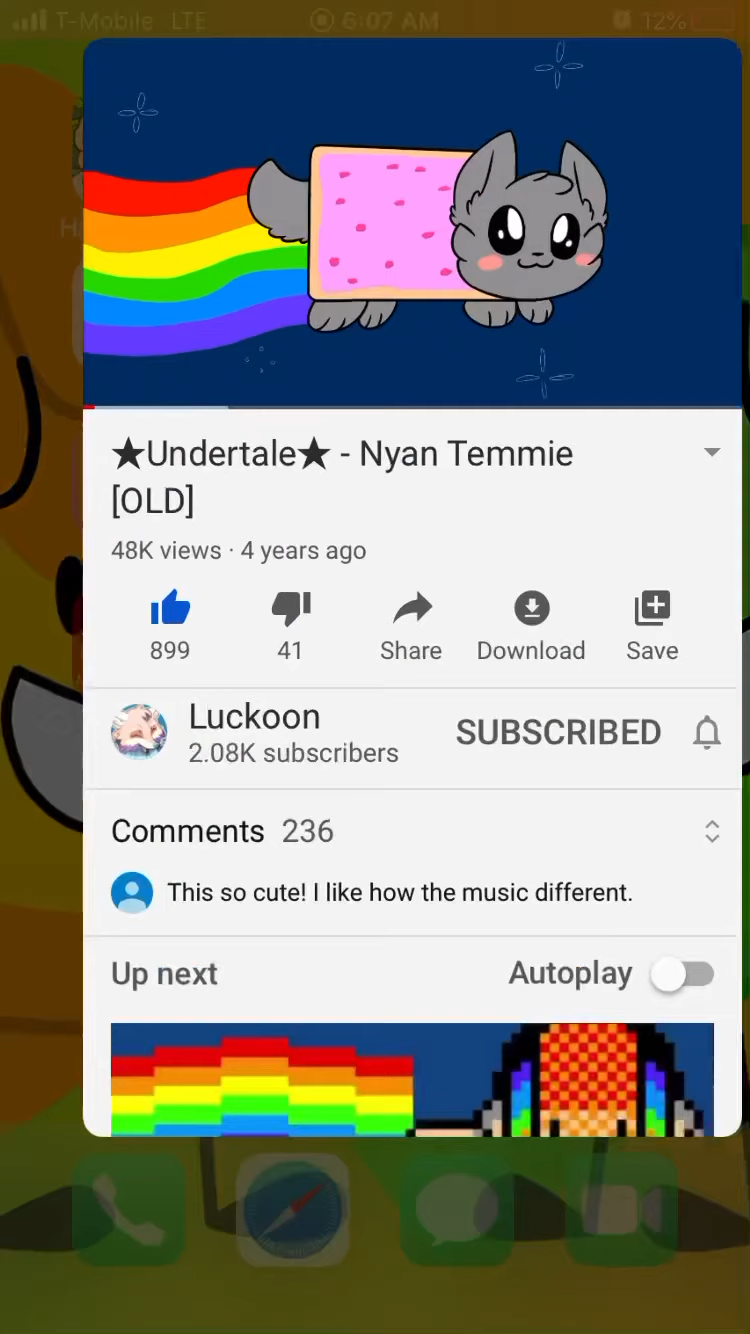 T-Mobile LTE 6:07 AM 12%
★Undertale★ - Nyan Temmie
[OLD]
48K views · 4 years ago
899 41 Share Download Save
Luckoon
2.08K subscribers
SUBSCRIBED
Comments 236
This so cute! I like how the music different.
Up next Autoplay